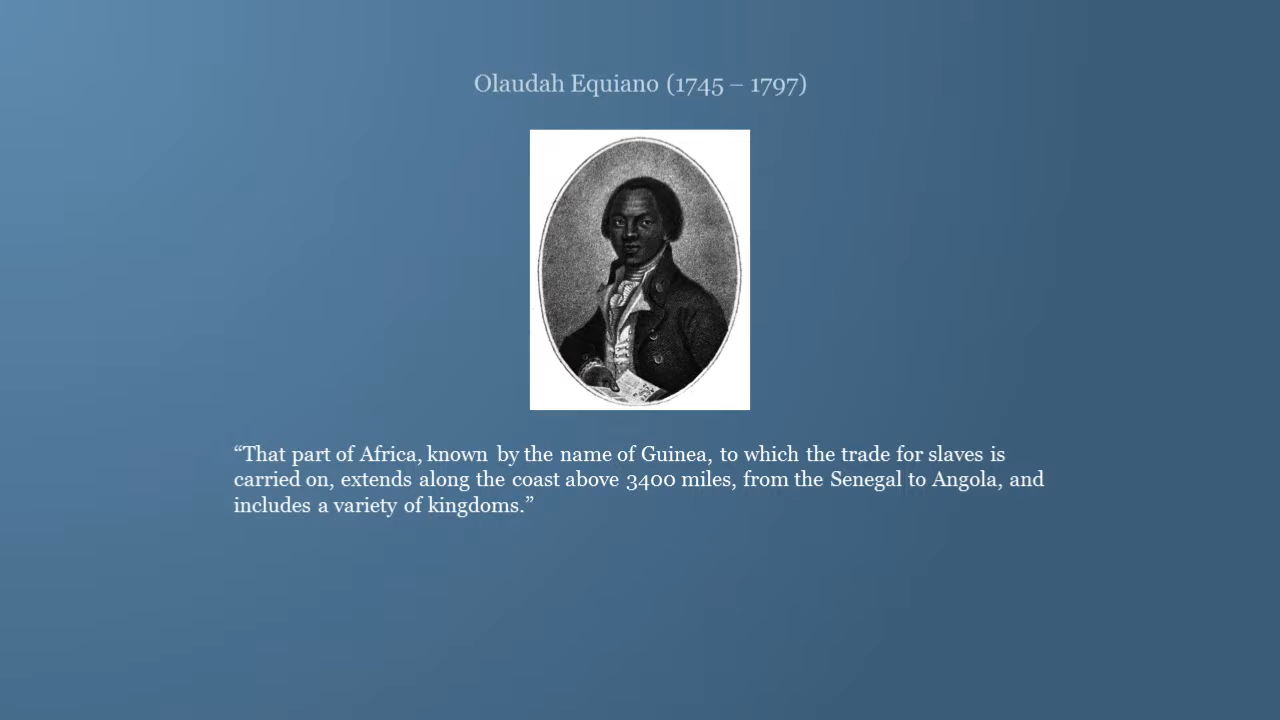 Olaudah Equiano (1745 – 1797)
“That part of Africa, known by the name of Guinea, to which the trade for slaves is
carried on, extends along the coast above 3400 miles, from the Senegal to Angola, and
includes a variety of kingdoms.”